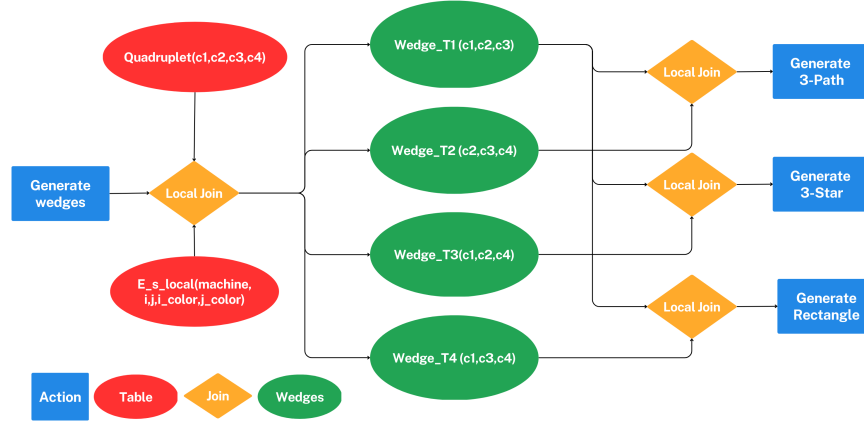 Quadruplet(c1,c2,c3,c4)
Generate
wedges
Local Join
E_s_local(machine,
i,j,i_color,j_color)
Wedge_T1 (c1,c2,c3)
Wedge_T2 (c2,c3,c4)
Wedge_T3(c1,c2,c4)
Wedge_T4 (c1,c3,c4)
Local Join
Generate
3-Path
Local Join
Generate
3-Star
Local Join
Generate
Rectangle
Action
Table
Join
Wedges